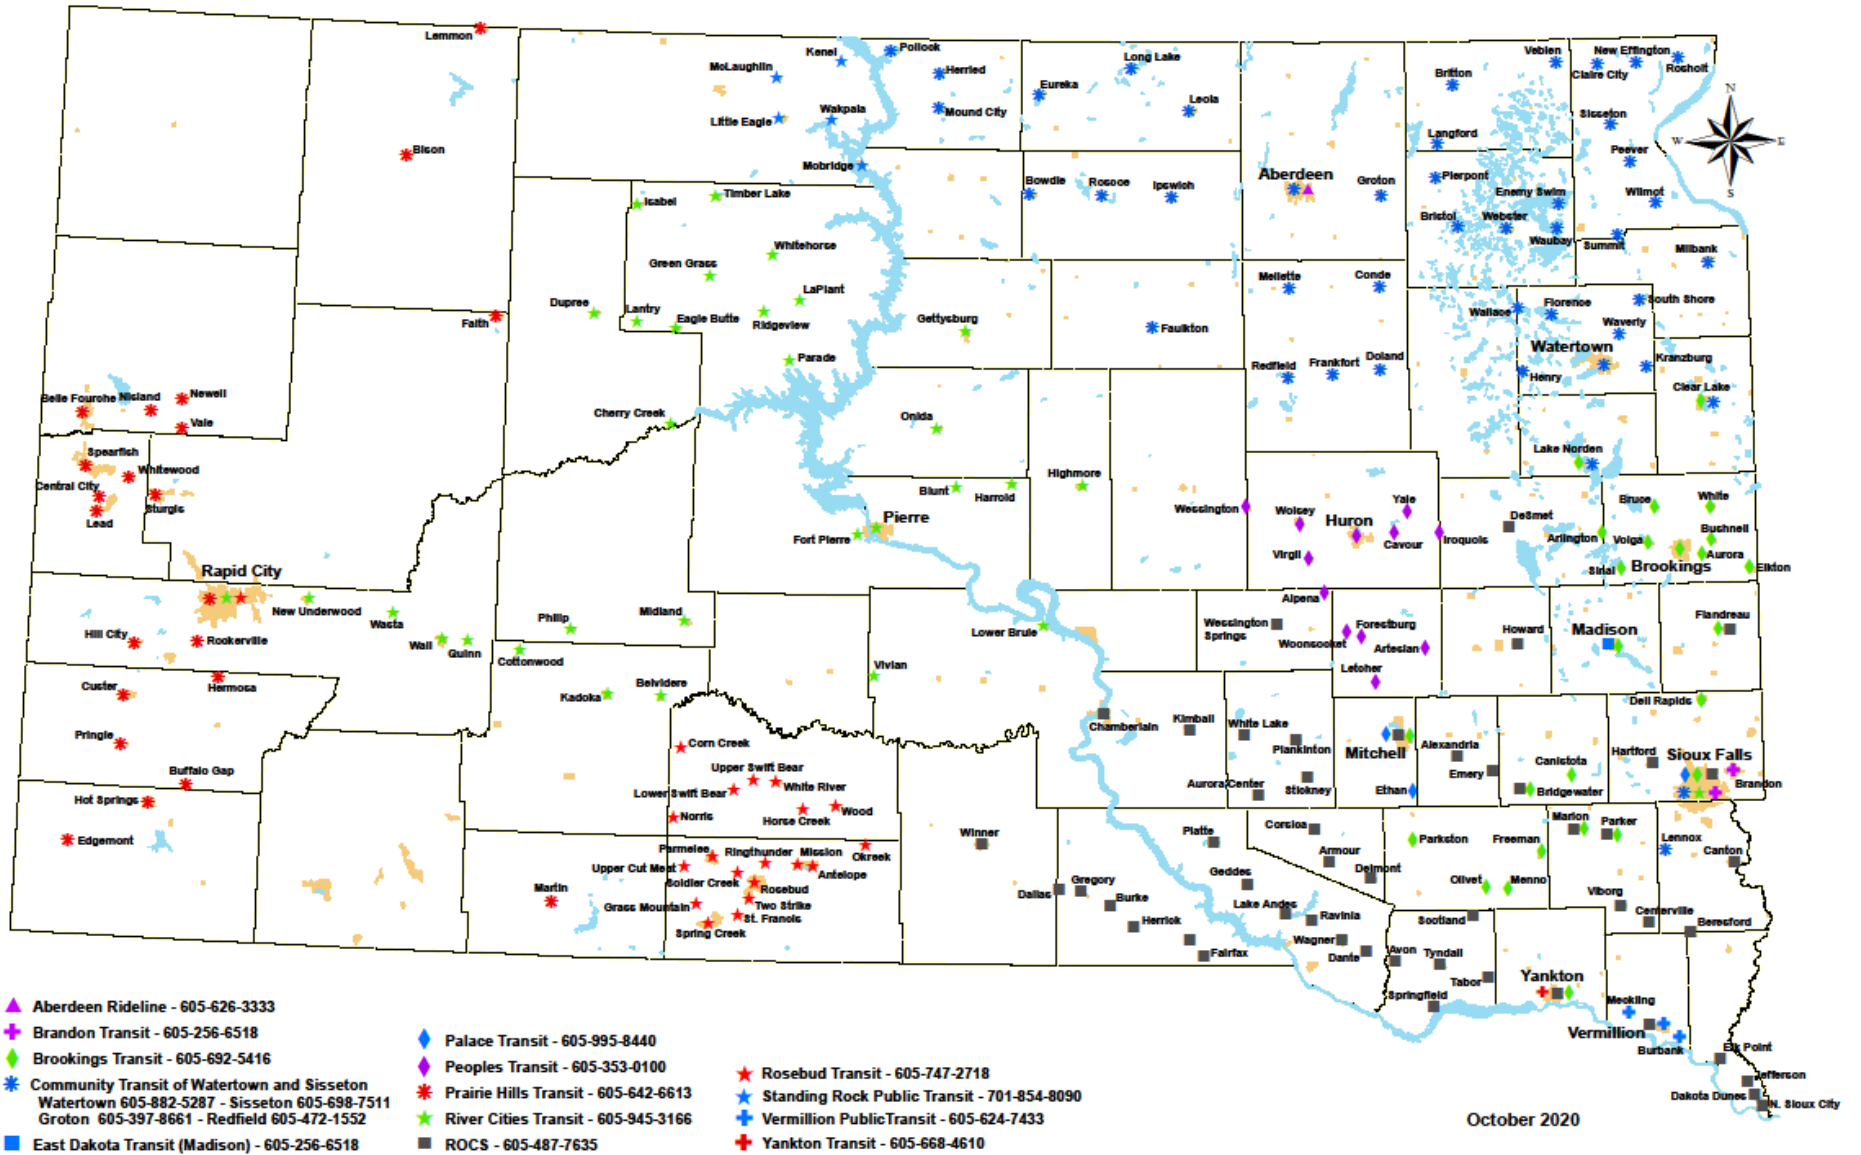 Lemmon
Kenel
Pollock
McLaughlin
Herried
Long Lake
Eureka
Leola
Mound City
Wakpala
Little Eagle
Mobridge
Bison
Veblen
New Effington
Claire City
Rosholt
Britton
Sisseton
Langford
Peever
Wilmot
Pierpont
Enemy Swim
Bristol
Webster
Waubay
Summit
Milbank
N
W
E
S
Isabel
Timber Lake
Bowdle
Roscoe
Ipswich
Aberdeen
Groton
Whitehorse
Green Grass
LaPlant
Dupree
Lantry
Eagle Butte
Ridgeview
Faith
Gettysburg
Faulkton
Mellette
Conde
Wallace
Florence
South Shore
Waverly
Watertown
Kranzburg
Henry
Clear Lake
Redfield
Frankfort
Doland
Parade
Cherry Creek
Onida
Belle Fourche
Nisland
Newell
Vale
Spearfish
Whitewood
Central City
Sturgis
Lead
Lake Norden
Highmore
Blunt
Harrold
Pierre
Fort Pierre
Wessington
Wolsey
Yale
Huron
Cavour
Iroquois
Virgil
DeSmet
Bruce
White
Arlington
Volga
Bushnell
Aurora
Sinai
Brookings
Elkton
Rapid City
New Underwood
Wasta
Hill City
Rockerville
Wall
Quinn
Philip
Midland
Cottonwood
Lower Brule
Alpena
Wessington
Springs
Woonsocket
Forestburg
Artesian
Letcher
Howard
Madison
Flandreau
Custer
Hermosa
Kadoka
Belvidere
Vivian
Dell Rapids
Pringle
Buffalo Gap
Hot Springs
Edgemont
Corn Creek
Upper Swift Bear
White River
Lower Swift Bear
Norris
Horse Creek
Wood
Chamberlain
Kimball
White Lake
Plankinton
Mitchell
Alexandria
Emery
Canistota
Hartford
Sioux Falls
Brandon
Aurora Center
Stickney
Ethan
Bridgewater
Winner
Parmelee
Ringthunder
Mission
Okreek
Upper Cut Meat
Soldier Creek
Antelope
Rosebud
Martin
Grass Mountain
Two Strike
St. Francis
Spring Creek
Platte
Corsica
Armour
Delmont
Parkston
Freeman
Marion
Parker
Lennox
Canton
Dallas
Gregory
Burke
Herrick
Fairfax
Geddes
Lake Andes
Ravinia
Wagner
Dante
Olivet
Menno
Viborg
Centerville
Beresford
Scotland
Avon
Tyndall
Tabor
Springfield
Yankton
Meckling
Vermillion
Burbank
Elk Point
Jefferson
Dakota Dunes
N. Sioux City
Aberdeen Rideline - 605-626-3333
Brandon Transit - 605-256-6518
Brookings Transit - 605-692-5416
Community Transit of Watertown and Sisseton
Watertown 605-882-5287 - Sisseton 605-698-7511
Groton 605-397-8661 - Redfield 605-472-1552
East Dakota Transit (Madison) - 605-256-6518
Palace Transit - 605-995-8440
Peoples Transit - 605-353-0100
Prairie Hills Transit - 605-642-6613
River Cities Transit - 605-945-3166
ROCS - 605-487-7635
Rosebud Transit - 605-747-2718
Standing Rock Public Transit - 701-854-8090
Vermillion PublicTransit - 605-624-7433
Yankton Transit - 605-668-4610
October 2020